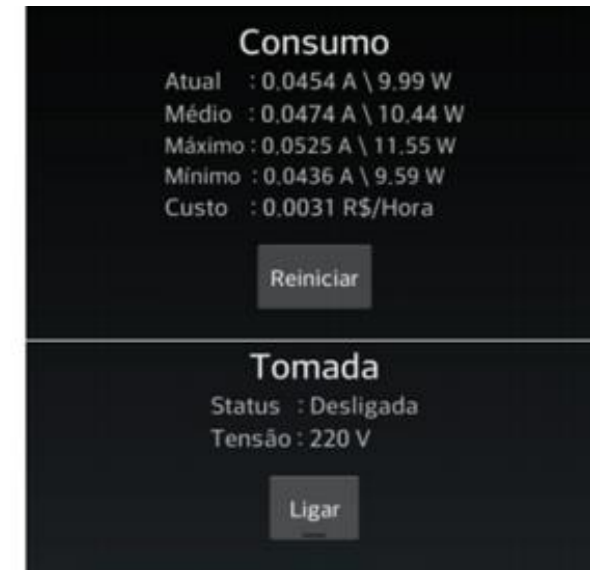 Consumo
Atual : 0.0454 A \ 9.99 W
Médio : 0.0474 A \ 10.44 W
Máximo : 0.0525 A \ 11.55 W
Mínimo : 0.0436 A \ 9.59 W
Custo : 0.0031 R$/Hora
Reiniciar
Tomada
Status : Desligada
Tensão : 220 V
Ligar